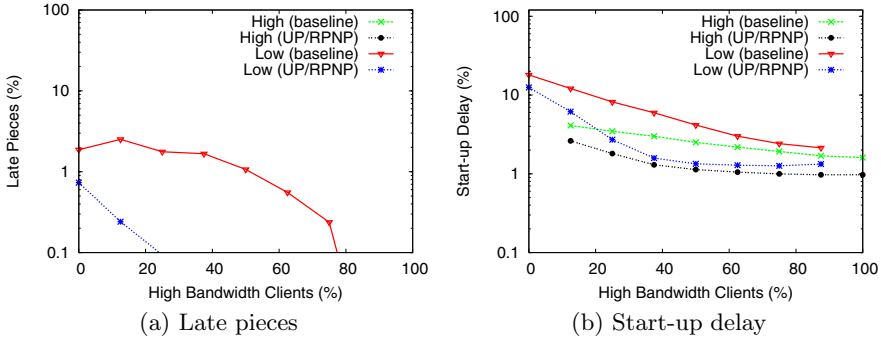 100
10
1
0.1
Late Pieces (%)
High (baseline)
High (UP/RPNP)
Low (baseline)
Low (UP/RPNP)
0 20 40 60 80 100
High Bandwidth Clients (%)
(a) Late pieces
100
10
1
0.1
Start-up Delay (%)
High (baseline)
High (UP/RPNP)
Low (baseline)
Low (UP/RPNP)
0 20 40 60 80 100
High Bandwidth Clients (%)
(b) Start-up delay